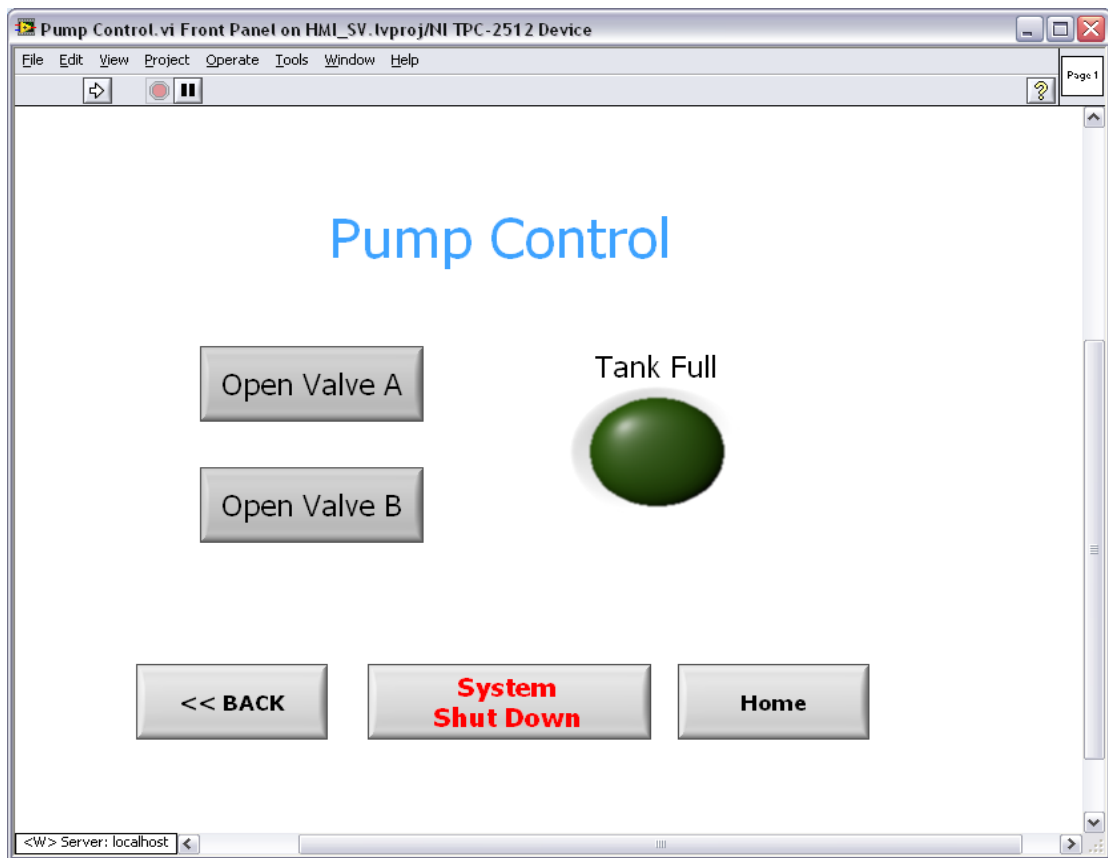 Pump Control.vi Front Panel on HMI_SV.lvproj/NI TPC-2512 Device
File Edit View Project Operate Tools Window Help
?
Page 1
Pump Control
Open Valve A
Tank Full
Open Valve B
<< BACK
System
Shut Down
Home
<W> Server: localhost